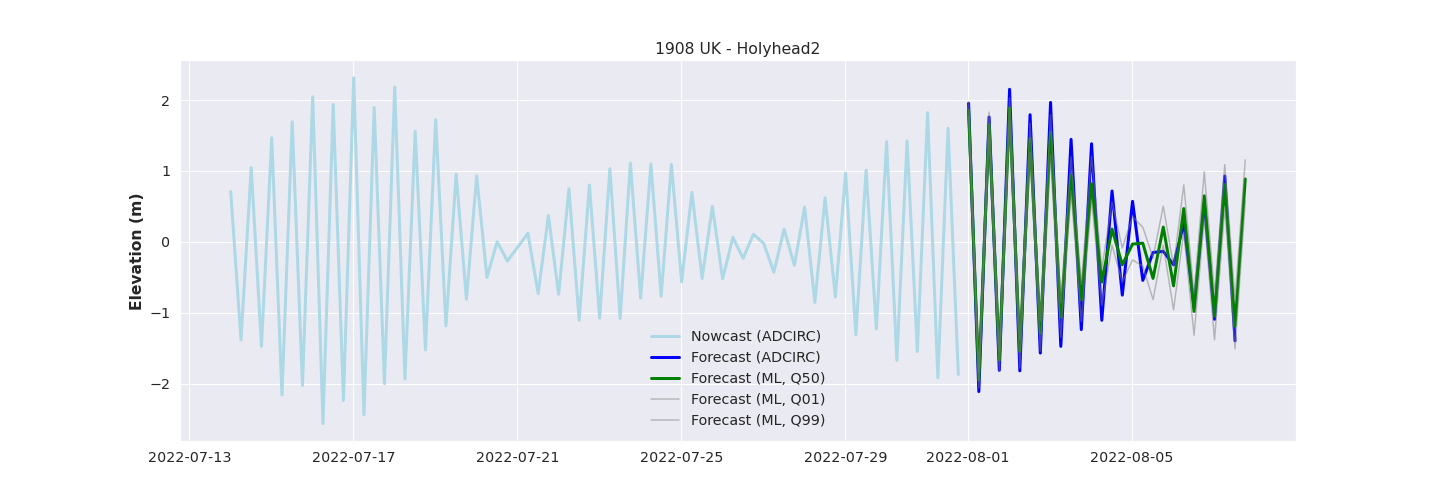 1908 UK - Holyhead2
Elevation (m)
2
1
0
−1
−2
Nowcast (ADCIRC)
Forecast (ADCIRC)
Forecast (ML, Q50)
Forecast (ML, Q01)
Forecast (ML, Q99)
2022-07-13 2022-07-17 2022-07-21 2022-07-25 2022-07-29 2022-08-01 2022-08-05